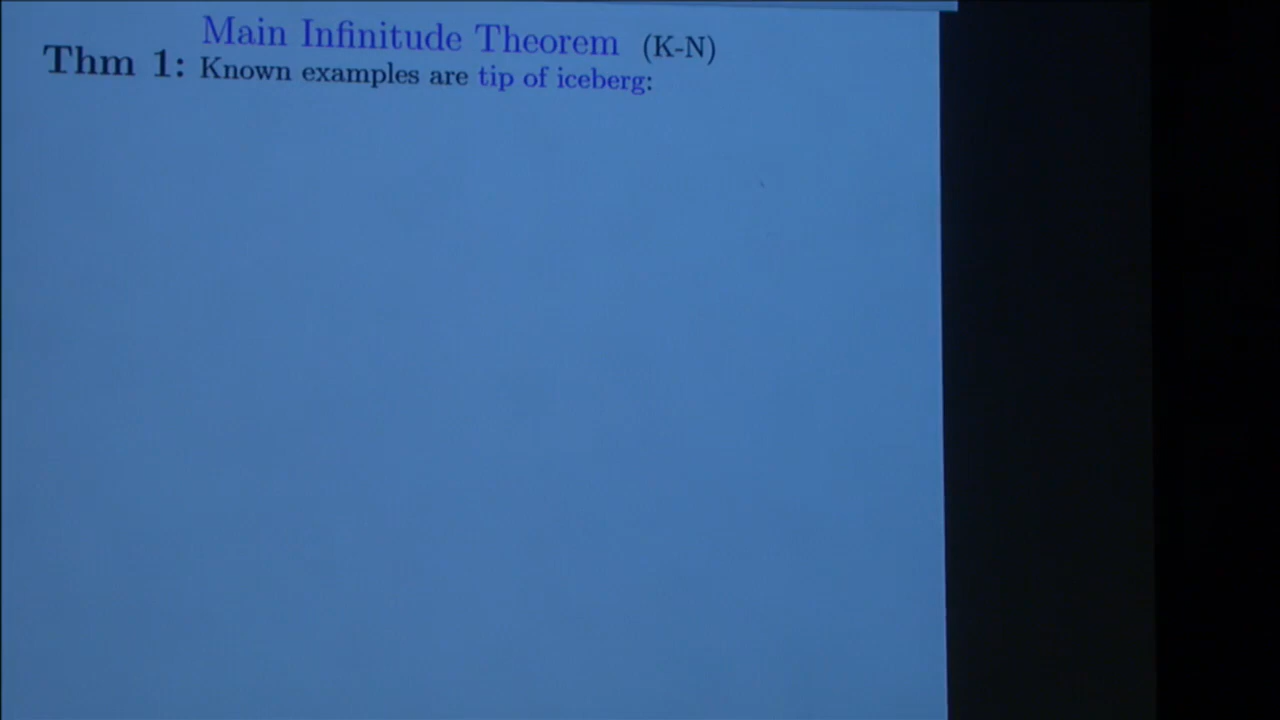 Main Infinitude Theorem (K-N)
Thm 1: Known examples are tip of iceberg: